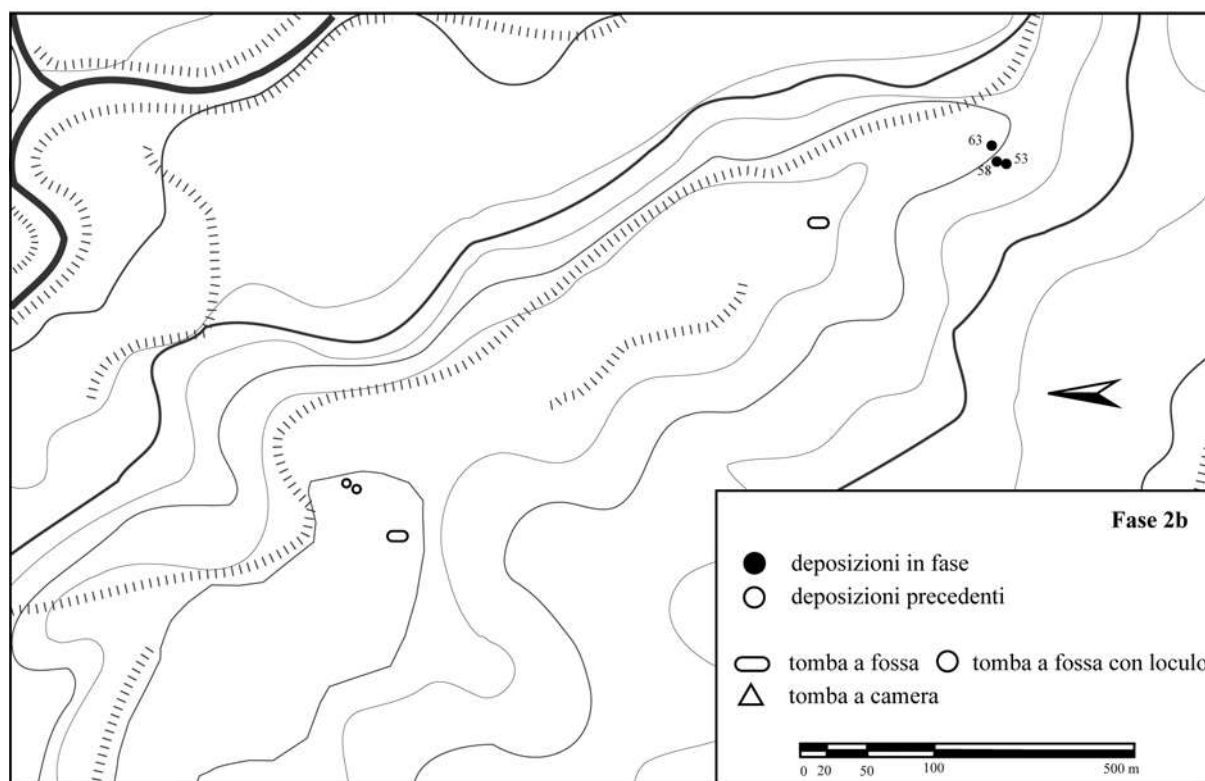 63
58
53
Fase 2b
deposizioni in fase
deposizioni precedenti
tomba a fossa
tomba a fossa con loculo
tomba a camera
0 20 50 100 500 m